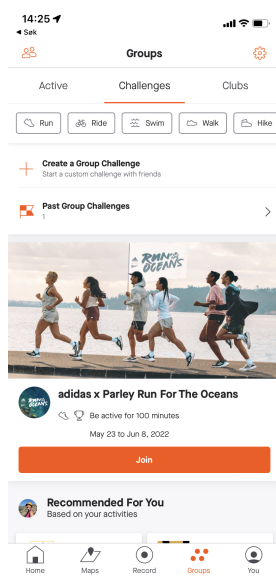 14:25
Søk
Groups
Active
Challenges
Clubs
Run
Ride
Swim
Walk
Hike
Create a Group Challenge
Start a custom challenge with friends
Past Group Challenges
1
RUN FOR THE
OCEANS
adidas x Parley Run For The Oceans
Be active for 100 minutes
May 23 to Jun 8, 2022
Join
Recommended For You
Based on your activities
Home
Maps
Record
Groups
You